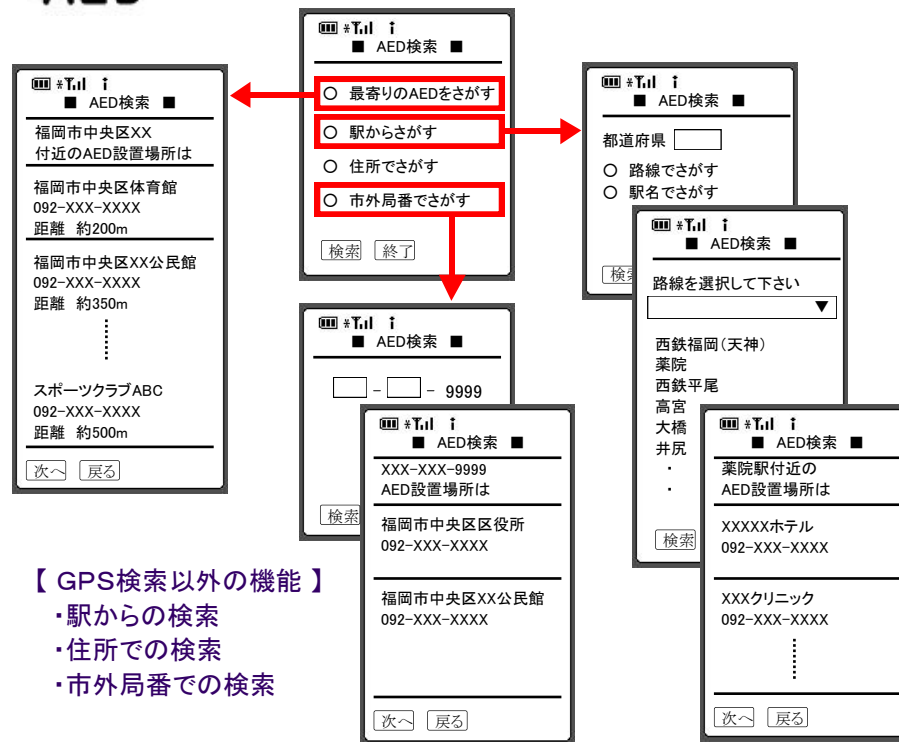 AED
■ AED検索 ■
○ 最寄りのAEDをさがす
○ 駅からさがす
○ 住所でさがす
○ 市外局番でさがす
検索 終了
■ AED検索 ■
福岡市中央区XX
付近のAED設置場所は
福岡市中央区体育館
092-XXX-XXXX
距離 約200m
福岡市中央区XX公民館
092-XXX-XXXX
距離 約350m
スポーツクラブABC
092-XXX-XXXX
距離 約500m
次へ 戻る
■ AED検索 ■
都道府県
○ 路線でさがす
○ 駅名でさがす
検索
■ AED検索 ■
路線を選択して下さい
▼
西鉄福岡(天神)
薬院
西鉄平尾
高宮
大橋
井尻
・
・
検索
■ AED検索 ■
薬院駅付近の
AED設置場所は
XXXXXホテル
092-XXX-XXXX
XXXクリニック
092-XXX-XXXX
次へ 戻る
■ AED検索 ■
- - 9999
検索
■ AED検索 ■
XXX-XXX-9999
AED設置場所は
福岡市中央区区役所
092-XXX-XXXX
福岡市中央区XX公民館
092-XXX-XXXX
次へ 戻る
【 GPS検索以外の機能 】
・駅からの検索
・住所での検索
・市外局番での検索